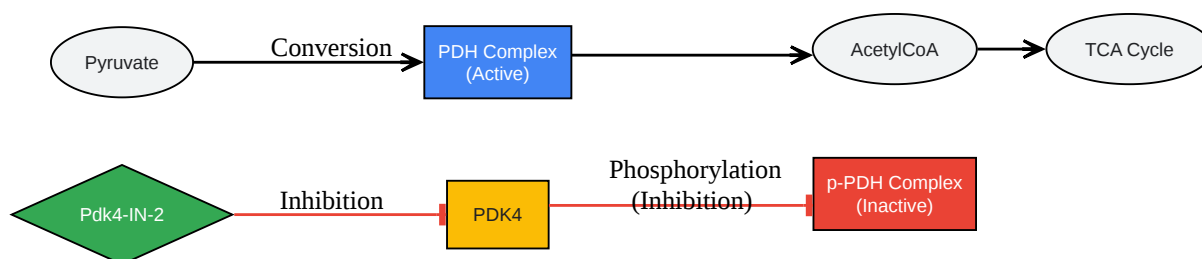 Pyruvate
Conversion
PDH Complex
(Active)
AcetylCoA
TCA Cycle
Pdk4-IN-2
Inhibition
PDK4
Phosphorylation
(Inhibition)
p-PDH Complex
(Inactive)